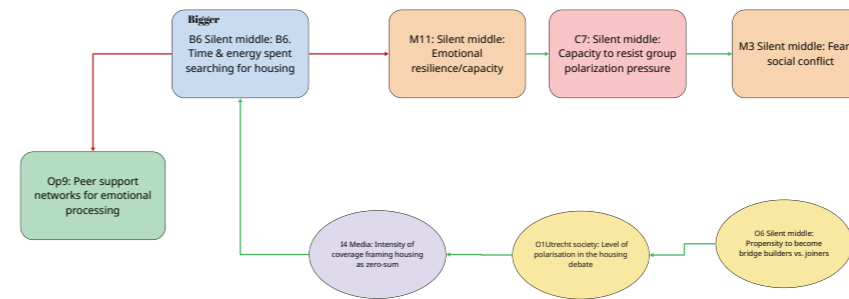 Bigger
B6 Silent middle: B6.
Time & energy spent
searching for housing
M11: Silent middle:
Emotional
resilience/capacity
C7: Silent middle:
Capacity to resist group
polarization pressure
M3 Silent middle: Fear
social conflict
Op9: Peer support
networks for emotional
processing
I4 Media: Intensity of
coverage framing housing
as zero-sum
O1Utrecht society: Level of
polarisation in the housing
debate
O6 Silent middle:
Propensity to become
bridge builders vs. joiners